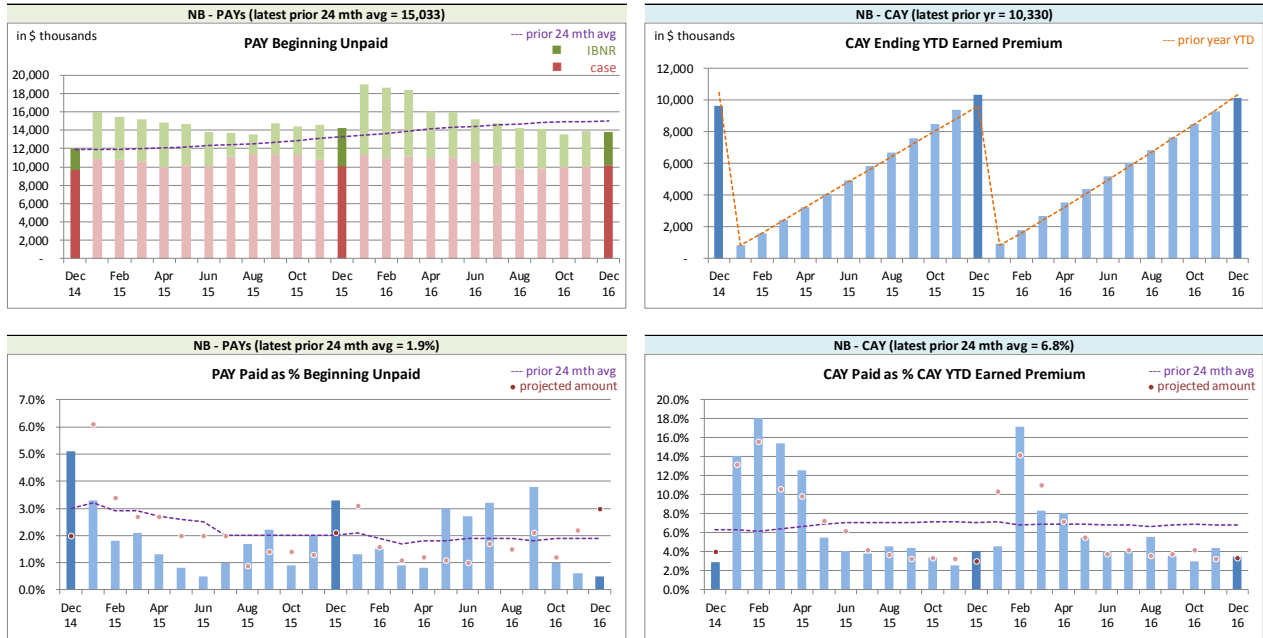 NB - PAYs (latest prior 24 mth avg = 15,033)
in $ thousands
PAY Beginning Unpaid
--- prior 24 mth avg
IBNR
case
20,000
18,000
16,000
14,000
12,000
10,000
8,000
6,000
4,000
2,000
-
Dec Feb Apr Jun Aug Oct Dec Feb Apr Jun Aug Oct Dec
14 15 15 15 15 15 15 16 16 16 16 16 16
NB - CAY (latest prior yr = 10,330)
in $ thousands
CAY Ending YTD Earned Premium
--- prior year YTD
12,000
10,000
8,000
6,000
4,000
2,000
-
Dec Feb Apr Jun Aug Oct Dec Feb Apr Jun Aug Oct Dec
14 15 15 15 15 15 15 16 16 16 16 16 16
NB - PAYs (latest prior 24 mth avg = 1.9%)
PAY Paid as % Beginning Unpaid
--- prior 24 mth avg
projected amount
7.0%
6.0%
5.0%
4.0%
3.0%
2.0%
1.0%
0.0%
Dec Feb Apr Jun Aug Oct Dec Feb Apr Jun Aug Oct Dec
14 15 15 15 15 15 15 16 16 16 16 16 16
NB - CAY (latest prior 24 mth avg = 6.8%)
CAY Paid as % CAY YTD Earned Premium
--- prior 24 mth avg
projected amount
20.0%
18.0%
16.0%
14.0%
12.0%
10.0%
8.0%
6.0%
4.0%
2.0%
0.0%
Dec Feb Apr Jun Aug Oct Dec Feb Apr Jun Aug Oct Dec
14 15 15 15 15 15 15 16 16 16 16 16 16